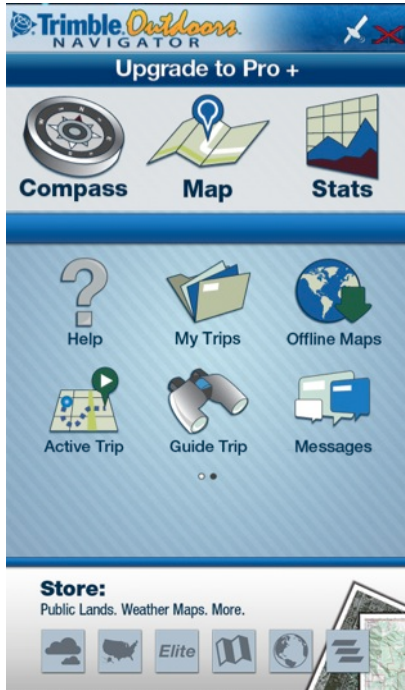 Trimble. Outdoors.
NAVIGATOR
Upgrade to Pro +
Compass Map Stats
Help My Trips Offline Maps
Active Trip Guide Trip Messages
Store:
Public Lands. Weather Maps. More.
Elite